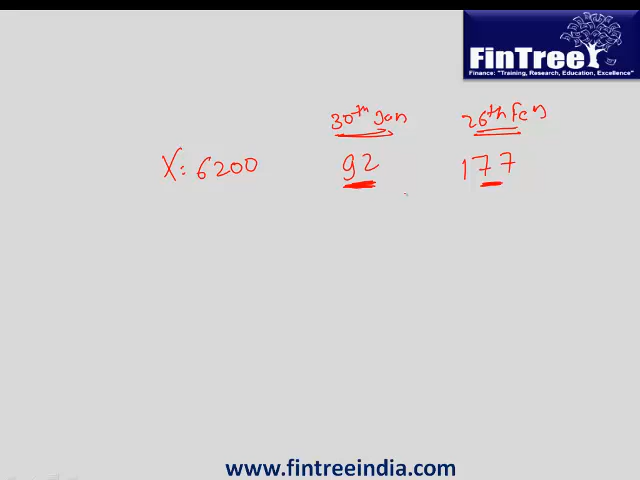 FinTree
Finance: "Training, Research, Education, Excellence"
30th Jan 26th Feb
X: 6200 92 177
www.fintreeindia.com